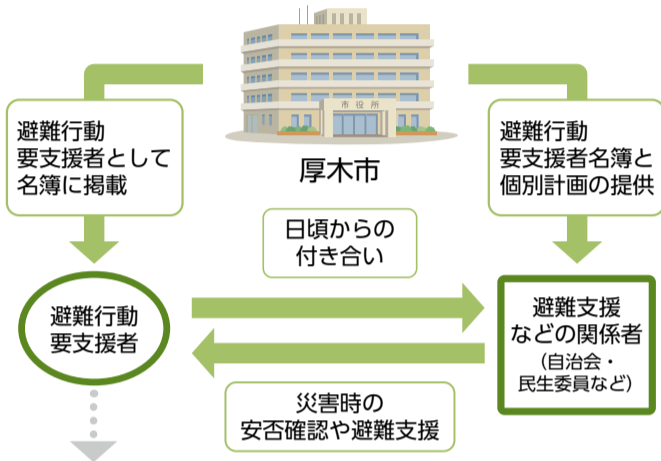 市役所
厚木市
避難行動
要支援者として
名簿に掲載
避難行動
要支援者名簿と
個別計画の提供
日頃からの
付き合い
避難行動
要支援者
避難支援
などの関係者
(自治会・
民生委員など)
災害時の
安否確認や避難支援